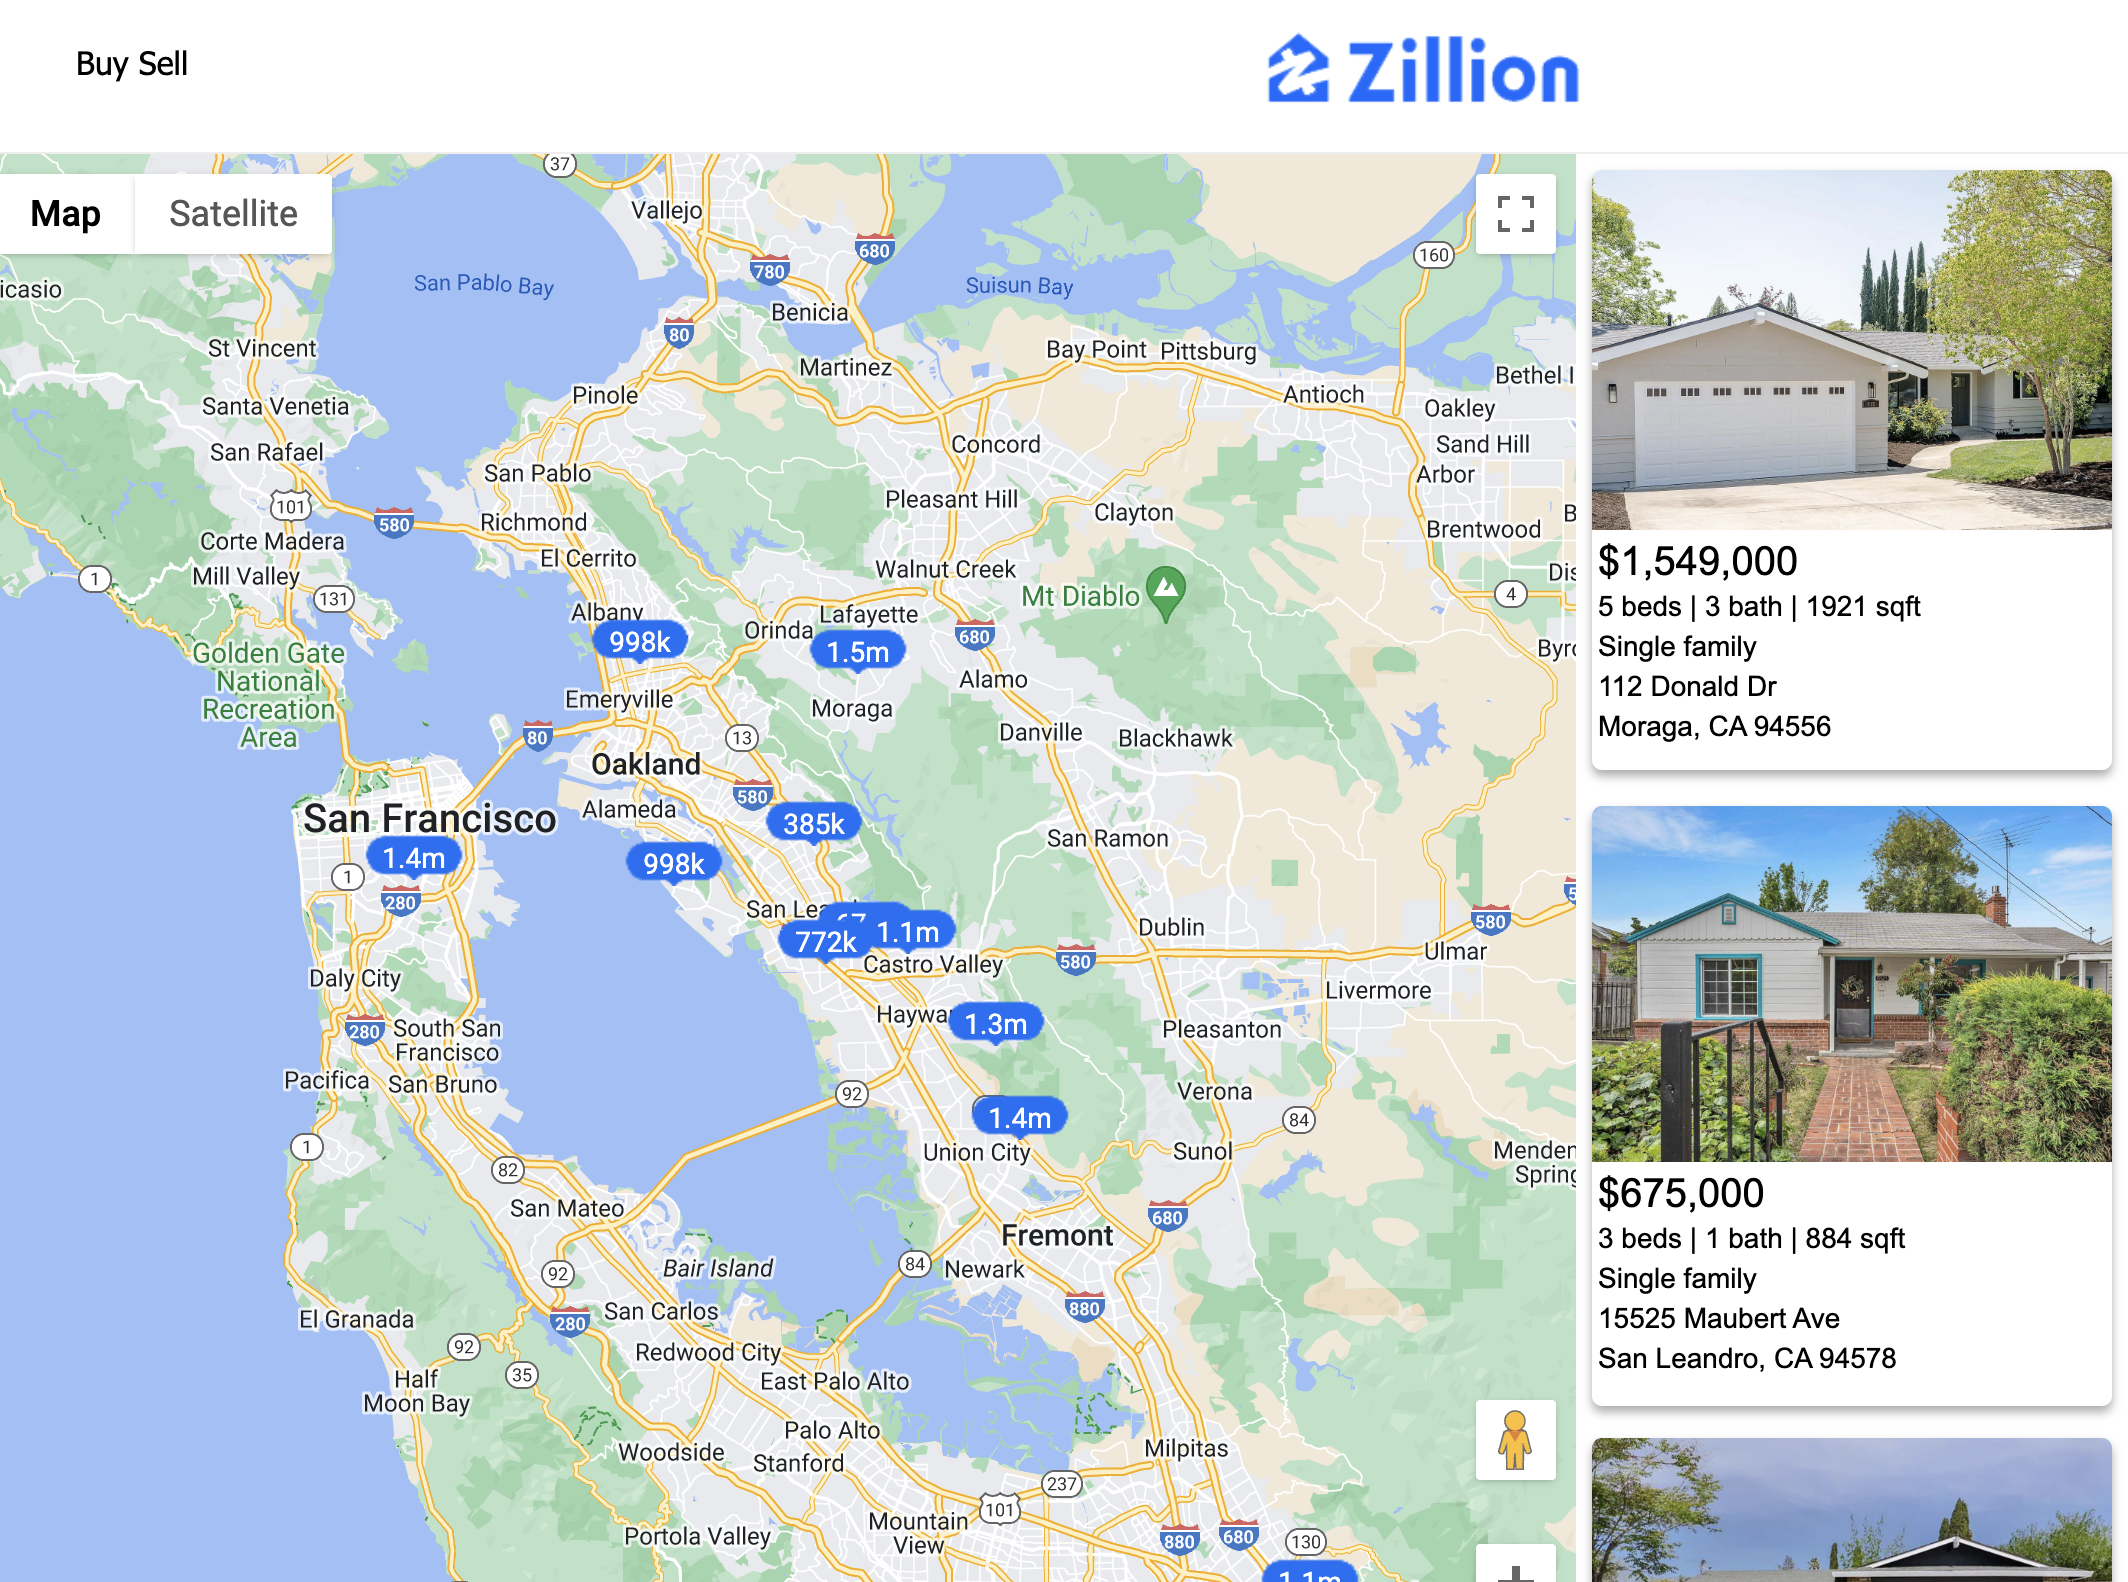 Buy Sell
Zillion
Map
Satellite
37
Vallejo
680
780
160
San Pablo Bay
Suisun Bay
icasio
Benicia
80
St Vincent
Bay Point
Pittsburg
Martinez
Bethel I
Pinole
Antioch
Santa Venetia
Oakley
Concord
Sand Hill
San Rafael
San Pablo
Arbor
101
Pleasant Hill
580
Richmond
Clayton
Brentwood
B
Corte Madera
El Cerrito
Mill Valley
Walnut Creek
Dis
1
131
Mt Diablo
4
Albany
Lafayette
Orinda
998k
680
1.5m
Byro
Golden Gate
National
Recreation
Area
Alamo
Emeryville
Moraga
80
13
Danville
Blackhawk
Oakland
580
San Francisco
Alameda
385k
San Ramon
1.4m
998k
1
280
5
San Lea
67
1.1m
772k
Dublin
580
Ulmar
Castro Valley
580
Daly City
Livermore
Haywa
1.3m
280
South San
Francisco
Pleasanton
Pacifica
San Bruno
92
Verona
1.4m
84
1
Union City
Sunol
Menden
Spring
82
San Mateo
680
Fremont
92
Bair Island
84
Newark
El Granada
San Carlos
880
280
92
Redwood City
35
East Palo Alto
Half
Moon Bay
Palo Alto
Woodside
Stanford
Milpitas
237
101
Mountain
View
Portola Valley
880
680
130
1.1m
$1,549,000
5 beds | 3 bath | 1921 sqft
Single family
112 Donald Dr
Moraga, CA 94556
$675,000
3 beds | 1 bath | 884 sqft
Single family
15525 Maubert Ave
San Leandro, CA 94578